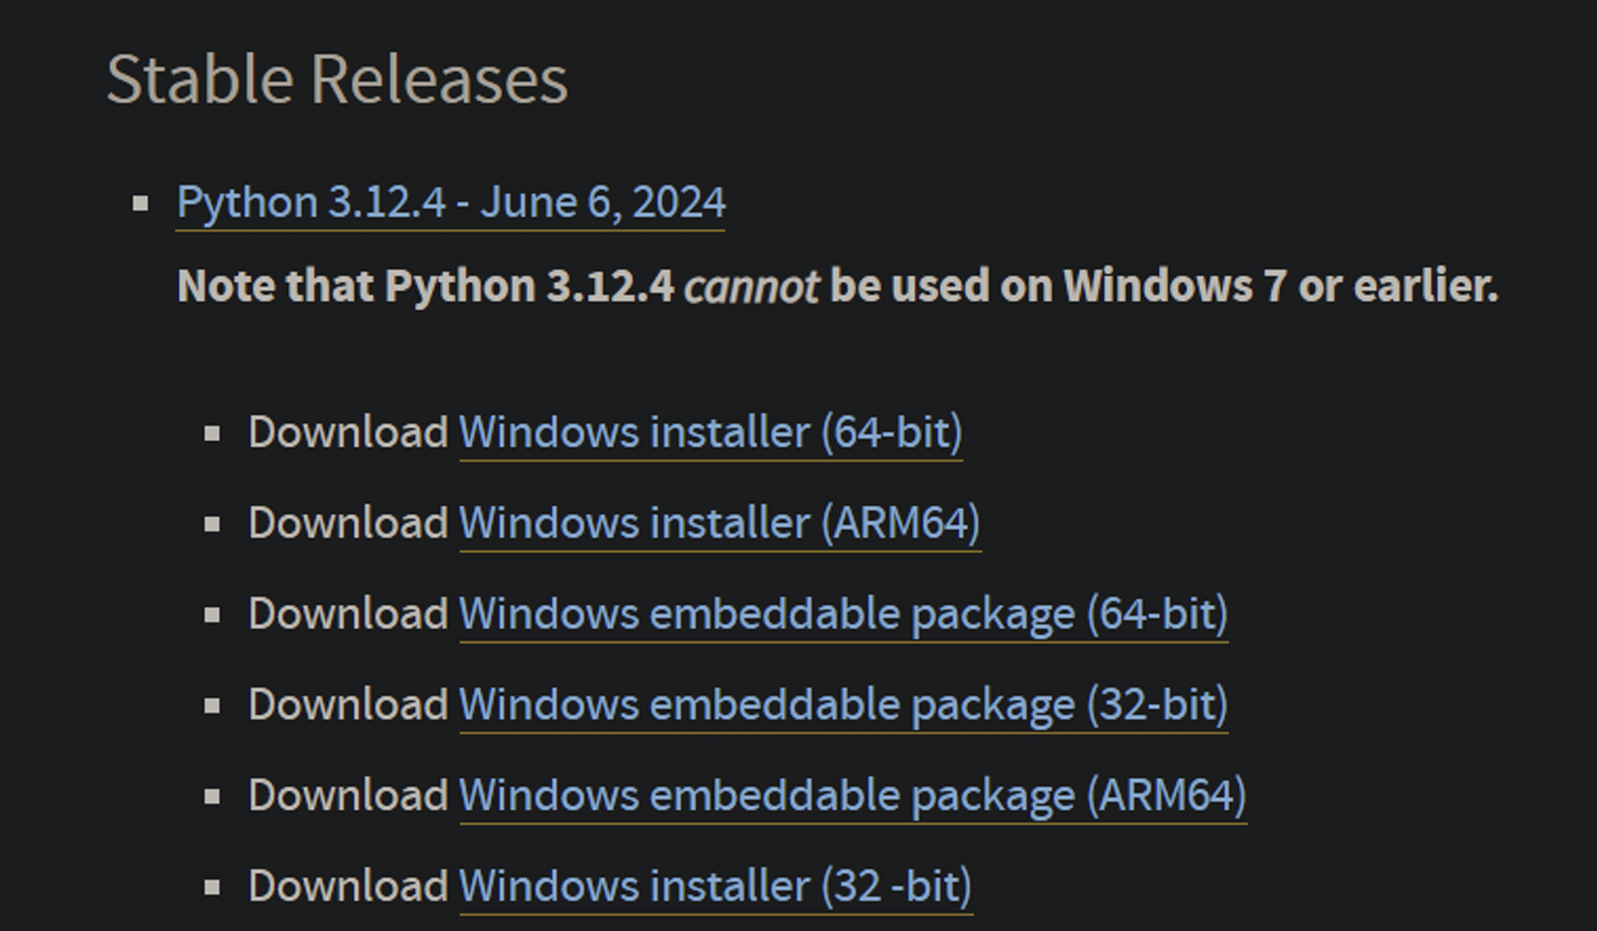 Stable Releases
Python 3.12.4 - June 6, 2024
Note that Python 3.12.4 cannot be used on Windows 7 or earlier.
Download Windows installer (64-bit)
Download Windows installer (ARM64)
Download Windows embeddable package (64-bit)
Download Windows embeddable package (32-bit)
Download Windows embeddable package (ARM64)
Download Windows installer (32 -bit)